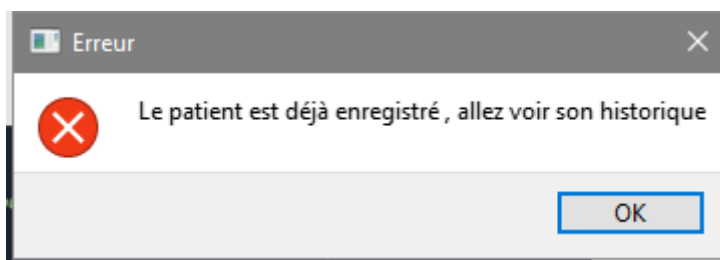 Erreur
Le patient est déjà enregistré , allez voir son historique
OK